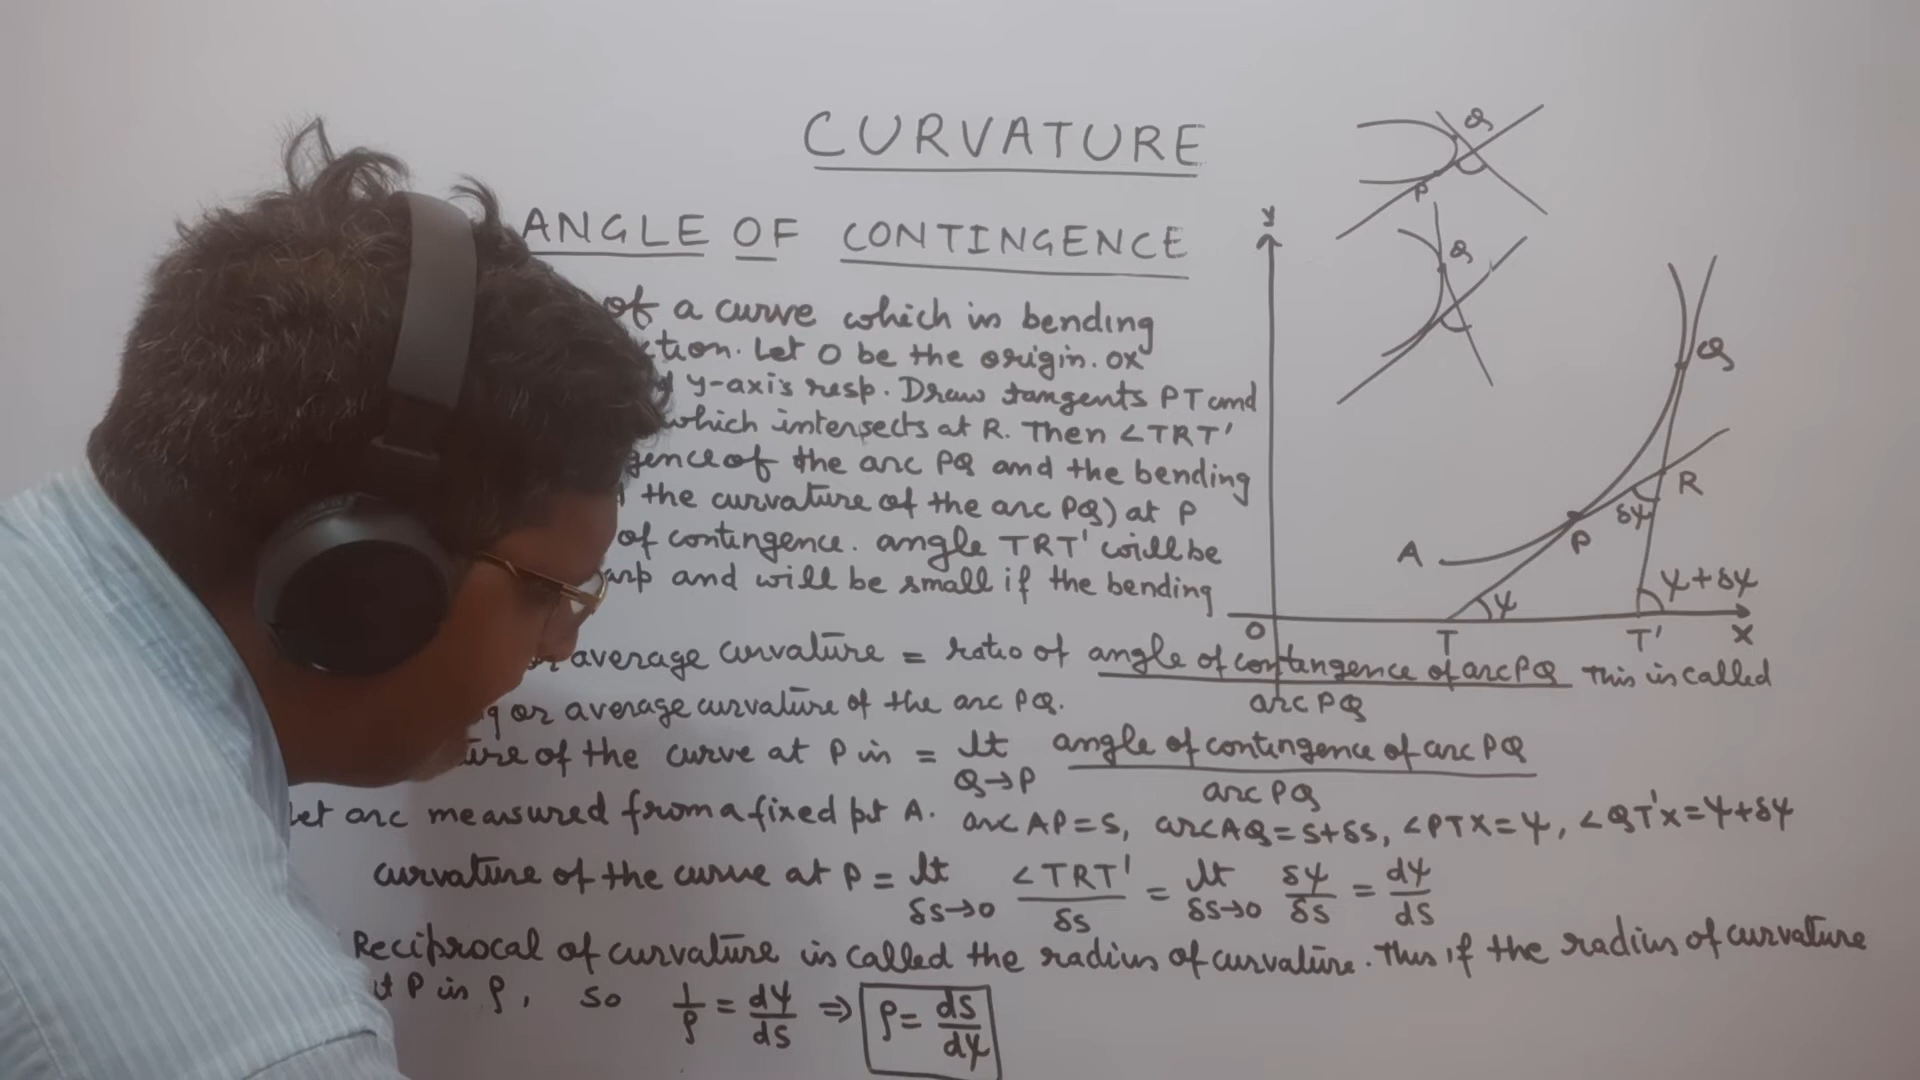 CURVATURE
ANGLE OF CONTINGENCE
of a curve which is bending
Let O be the origin. OX
y-axis resp. Draw tangents PT and
which intersects at R. Then ∠TRT'
of the arc PQ and the bending
the curvature of the arc PQ) at P
of contingence. angle TRT' will be
and will be small if the bending
average curvature = ratio of angle of contangence of arc PQ / arc PQ This is called
or average curvature of the arc PQ.
of the curve at P is = lt Q→P angle of contingence of arc PQ / arc PQ
Let arc measured from a fixed pt A. arc AP=S, arc AQ=S+δS, ∠PTX=ψ, ∠QT'X=ψ+δψ
curvature of the curve at P = lt δS→0 ∠TRT'/δS = lt δS→0 δψ/δS = dψ/dS
Reciprocal of curvature is called the radius of curvature. Thus if the radius of curvature
at P is ρ, so 1/ρ = dψ/dS ⇒ ρ = dS/dψ
Q
P
Q
y
Q
R
δψ
A
P
ψ
ψ+δψ
O
T
T'
X